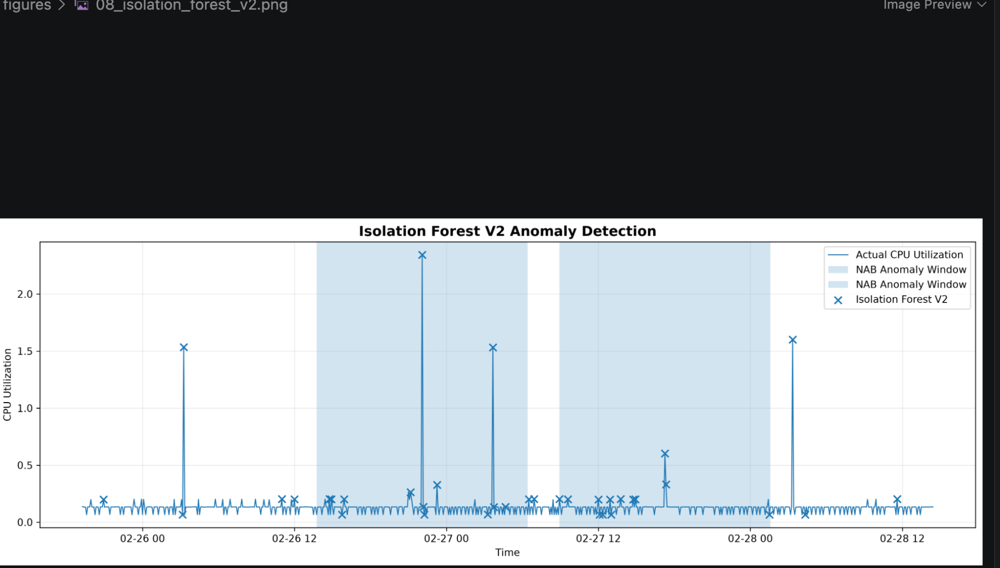 figures > 08_isolation_forest_v2.png
Image Preview
Isolation Forest V2 Anomaly Detection
Actual CPU Utilization
NAB Anomaly Window
NAB Anomaly Window
Isolation Forest V2
CPU Utilization
2.0
1.5
1.0
0.5
0.0
02-26 00 02-26 12 02-27 00 02-27 12 02-28 00 02-28 12
Time